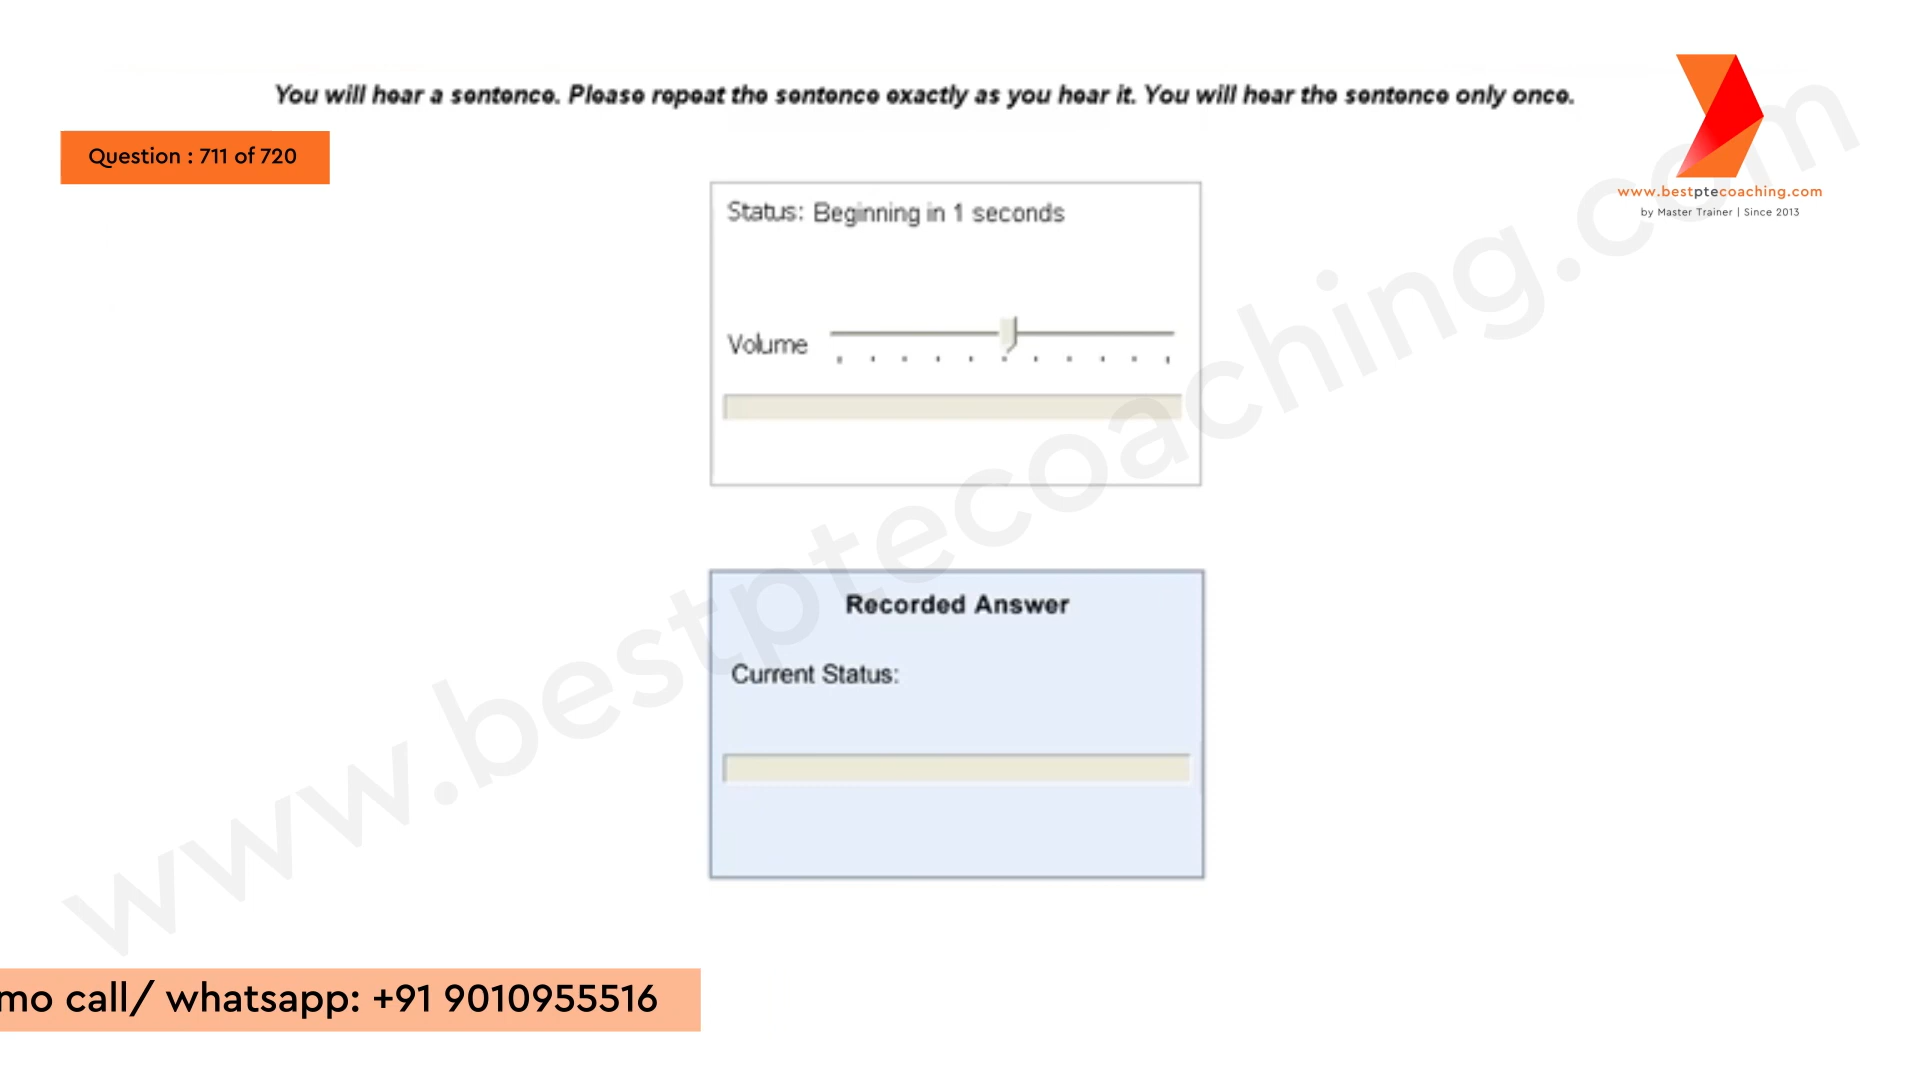 You will hear a sentence. Please repeat the sentence exactly as you hear it. You will hear the sentence only once.
Question : 711 of 720
www.bestptecoaching.com
by Master Trainer | Since 2013
Status: Beginning in 1 seconds
Volume
www.bestptecoaching.com
Recorded Answer
Current Status:
mo call/ whatsapp: +91 9010955516